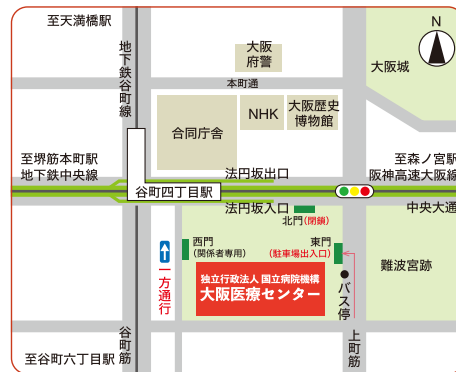 至天満橋駅
地下鉄谷町線
大阪
府警
大阪城
N
本町通
合同庁舎
NHK
大阪歴史
博物館
至堺筋本町駅
地下鉄中央線
法円坂出口
至森ノ宮駅
阪神高速大阪線
谷町四丁目駅
法円坂入口
中央大通
北門(閉鎖)
西門
(関係者専用)
東門
(駐車場出入口)
一方通行
独立行政法人 国立病院機構
大阪医療センター
バス停
難波宮跡
谷町筋
上町筋
至谷町六丁目駅